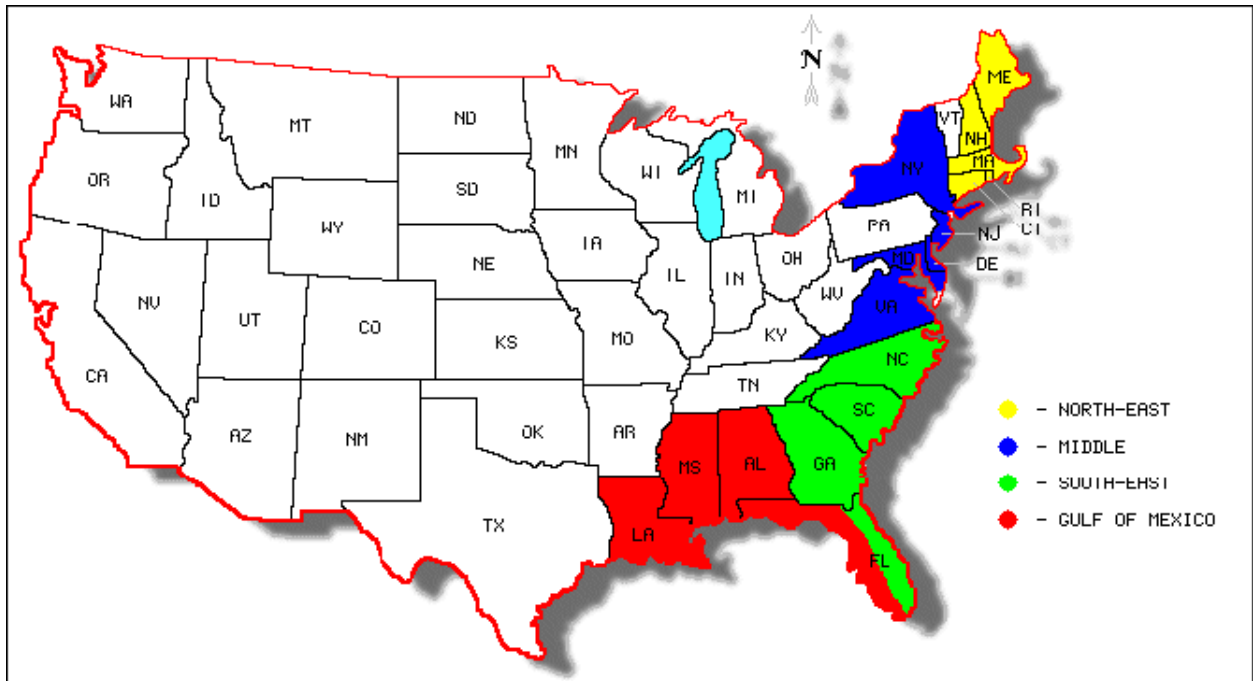 N
WA
MT
ND
MN
ME
VT
NH
MA
NY
OR
ID
SD
WI
MI
RI
CT
WY
PA
NJ
IA
NE
OH
MD
DE
IL
IN
NV
UT
CO
WV
VA
KS
MO
KY
CA
NC
TN
SC
AZ
NM
OK
AR
MS
AL
GA
TX
LA
FL
- NORTH-EAST
- MIDDLE
- SOUTH-EAST
- GULF OF MEXICO